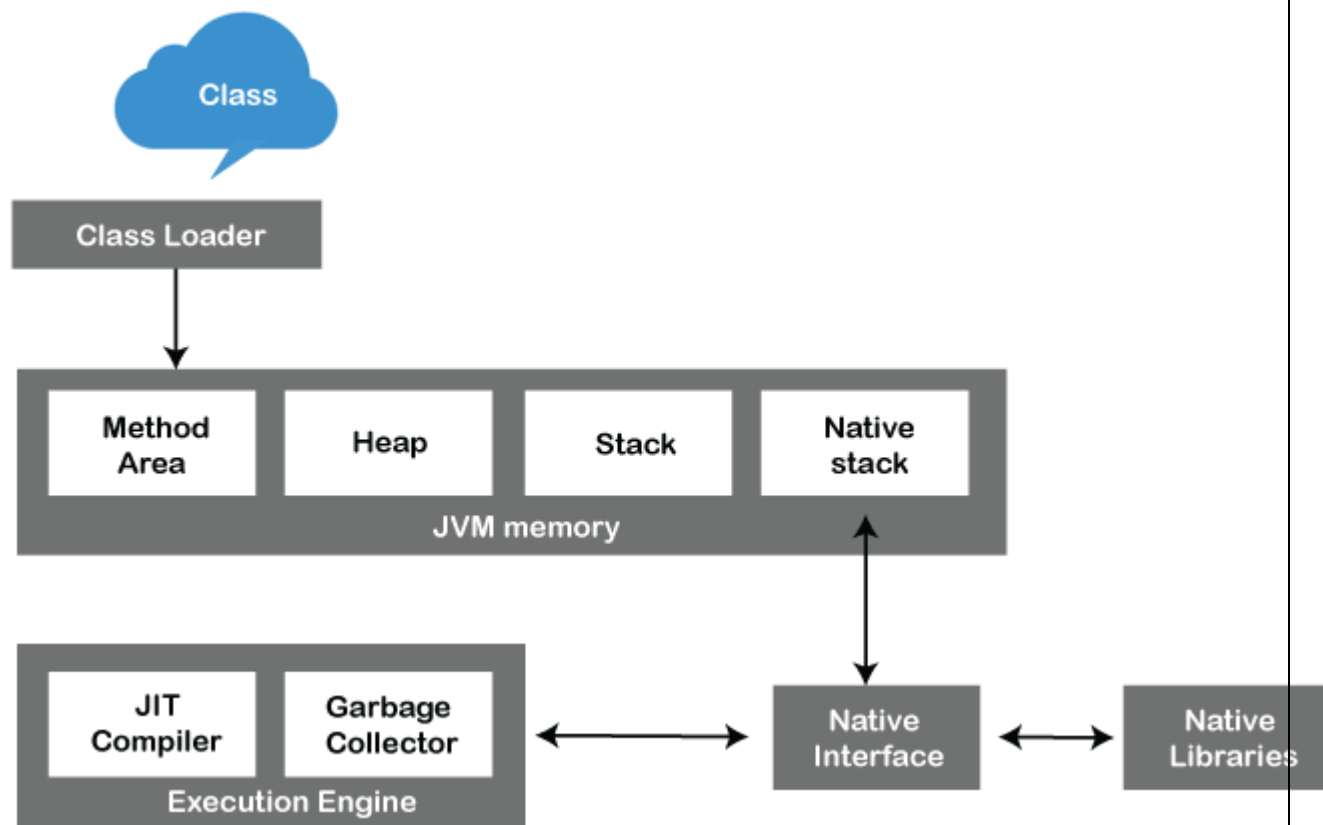 Class
Class Loader
Method
Area
Heap
Stack
Native
stack
JVM memory
JIT
Compiler
Garbage
Collector
Execution Engine
Native
Interface
Native
Libraries